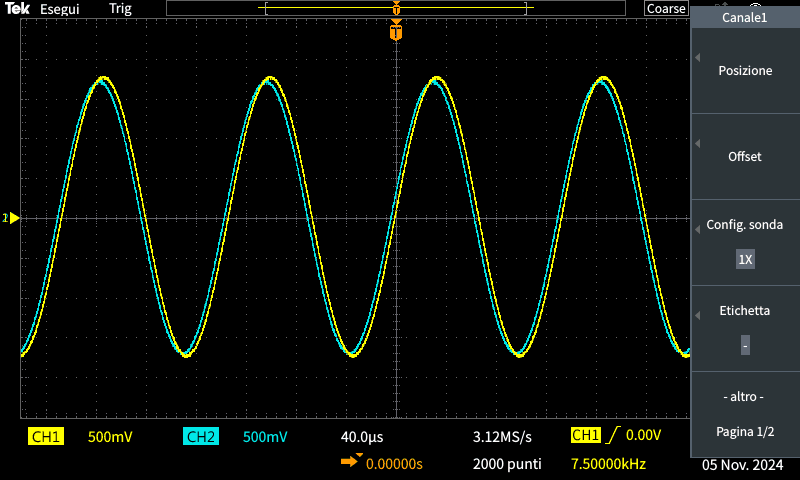 Tek Esegui Trig T Coarse
Canale1
T
Posizione
Offset
Config. sonda
1X
Etichetta
-
- altro -
Pagina 1/2
CH1 500mV CH2 500mV 40.0µs 3.12MS/s CH1 0.00V
0.00000s 2000 punti 7.50000kHz 05 Nov. 2024